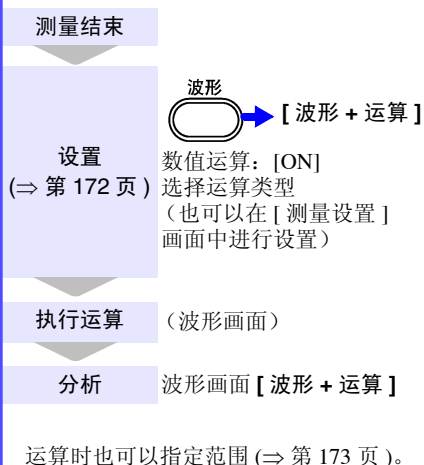 测量结束
波形
[ 波形 + 运算 ]
设置
(⇒ 第 172 页 )
数值运算：[ON]
选择运算类型
（也可以在 [ 测量设置 ]
画面中进行设置）
执行运算
（波形画面）
分析
波形画面 [ 波形 + 运算 ]
运算时也可以指定范围 (⇒ 第 173 页 )。